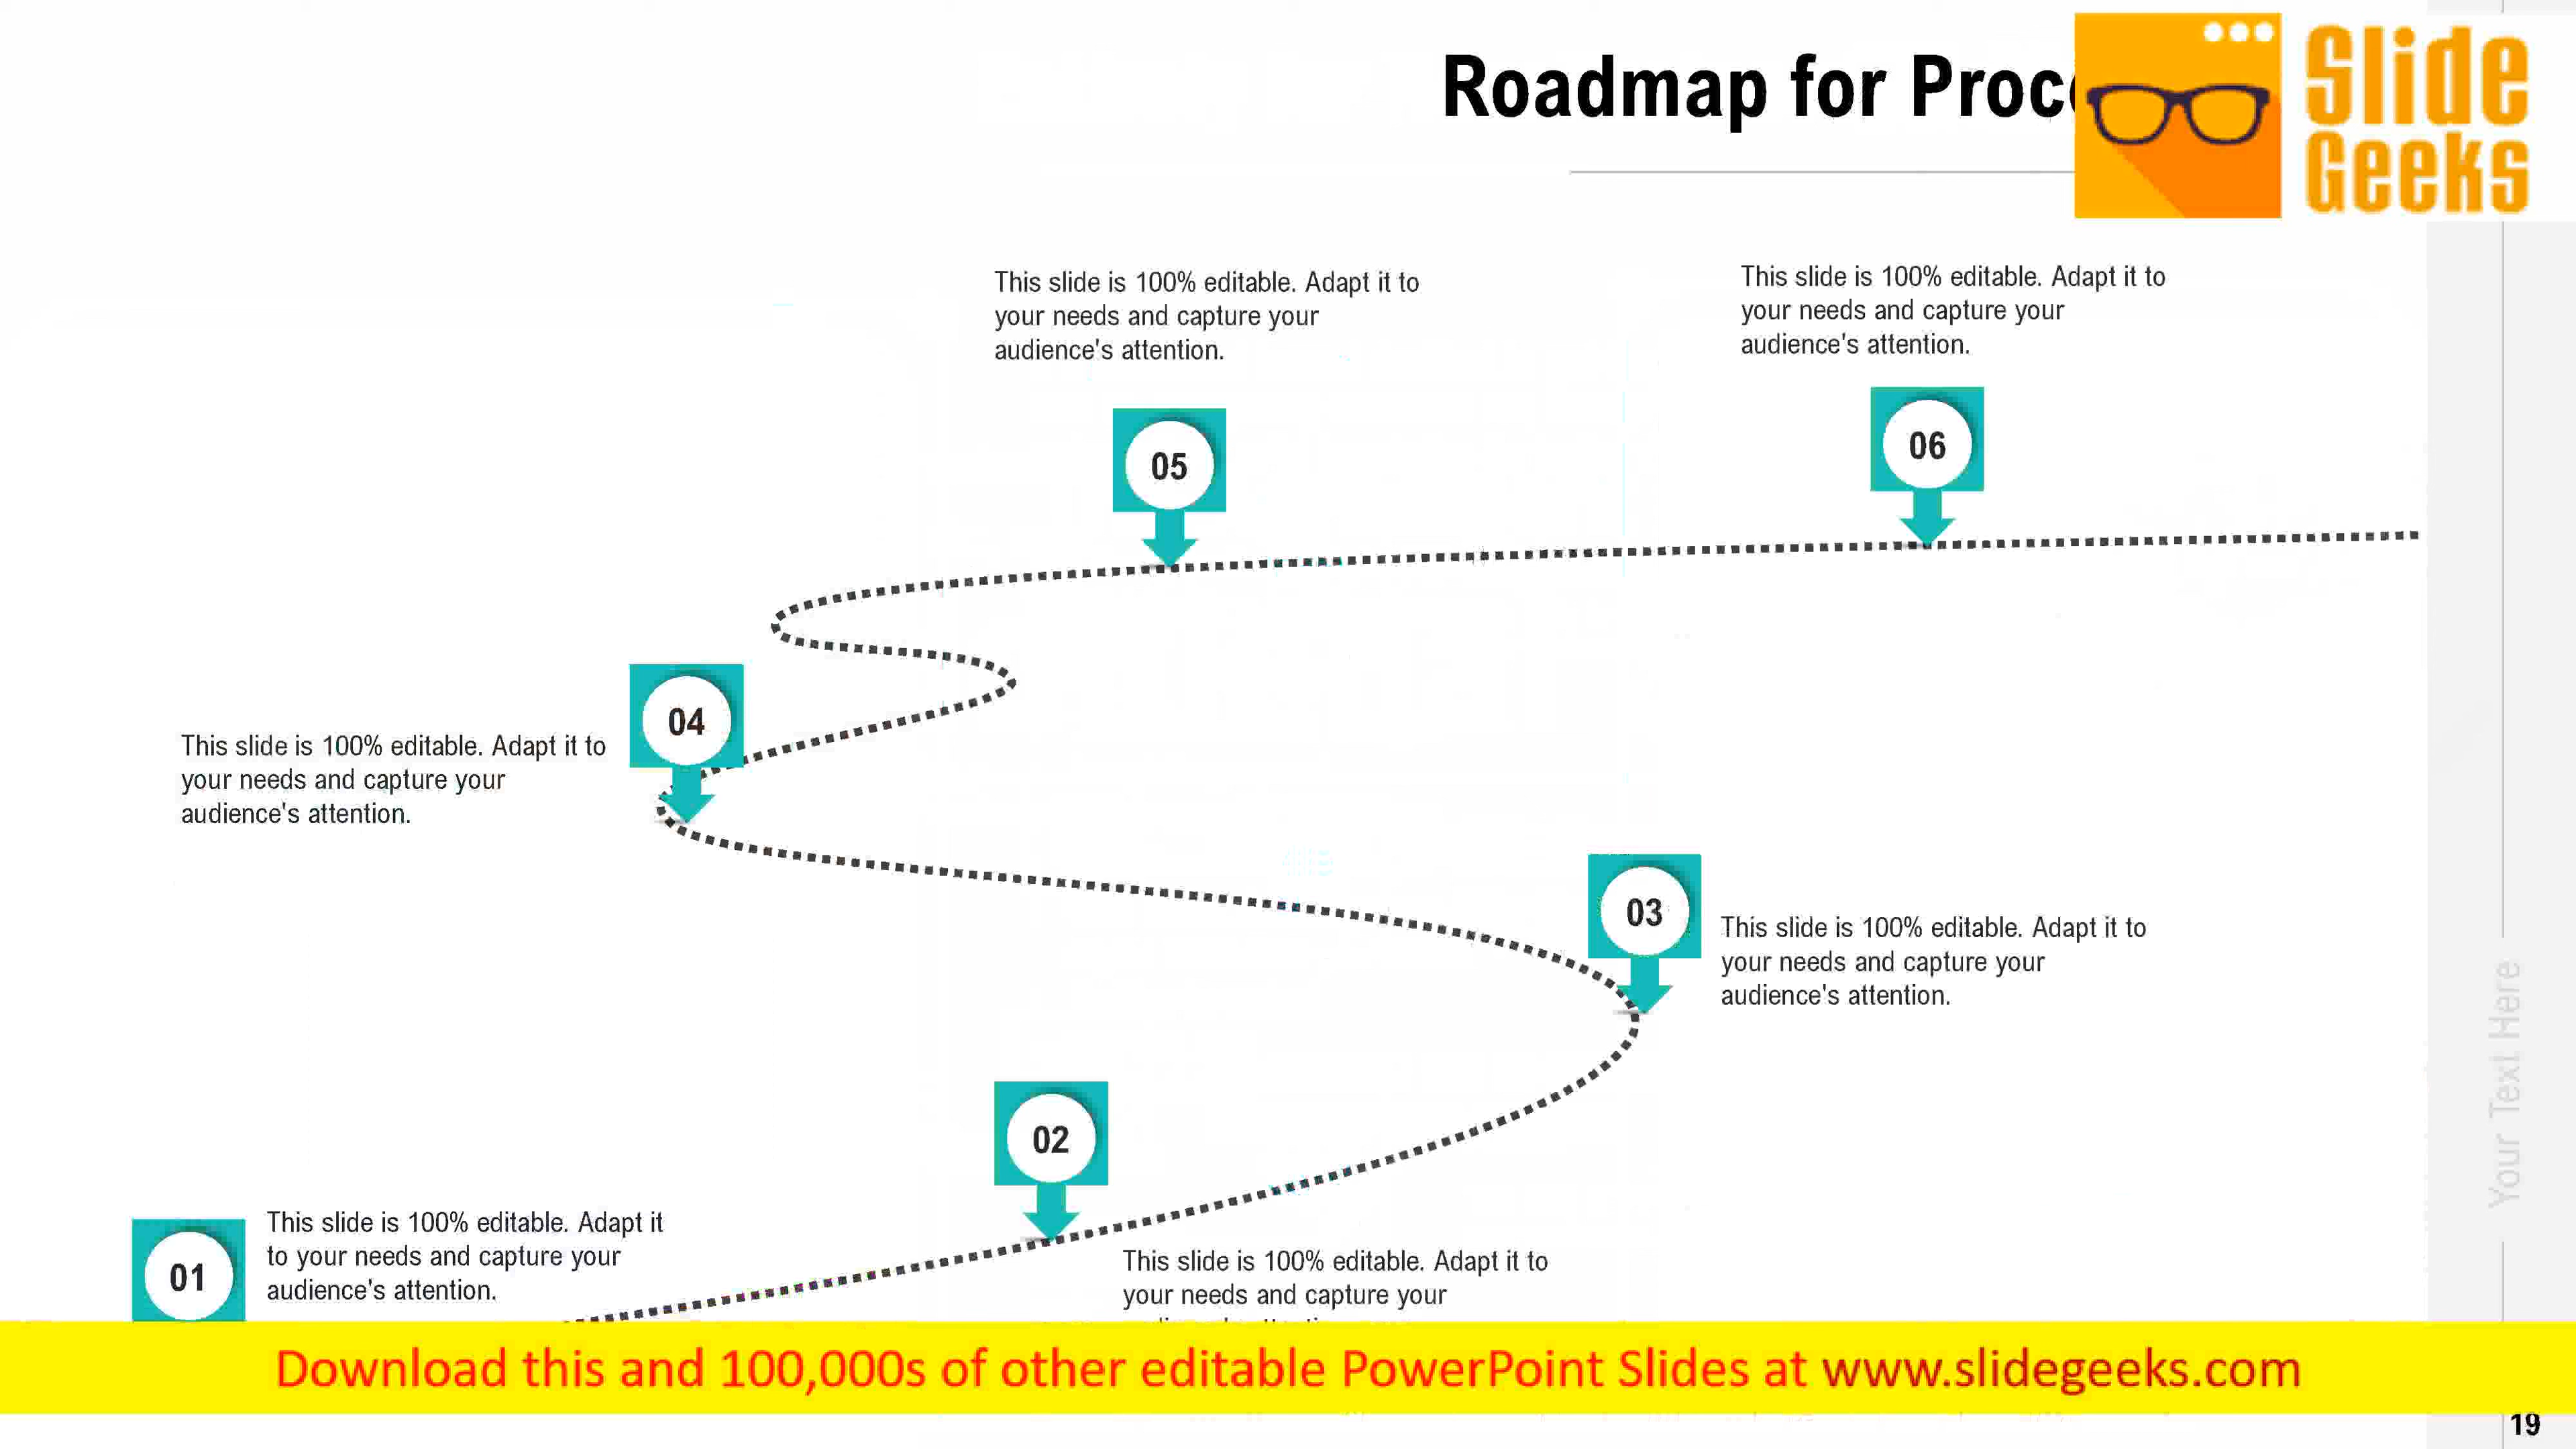 Roadmap for
Slide
Geeks
This slide is 100% editable. Adapt it to
your needs and capture your
audience's attention.
05
This slide is 100% editable. Adapt it to
your needs and capture your
audience's attention.
06
This slide is 100% editable. Adapt it to
your needs and capture your
audience's attention.
04
03
This slide is 100% editable. Adapt it to
your needs and capture your
audience's attention.
02
This slide is 100% editable. Adapt it to
your needs and capture your
01
This slide is 100% editable. Adapt it
to your needs and capture your
audience's attention.
Your Text Here
Download this and 100,000s of other editable PowerPoint Slides at www.slidegeeks.com
19